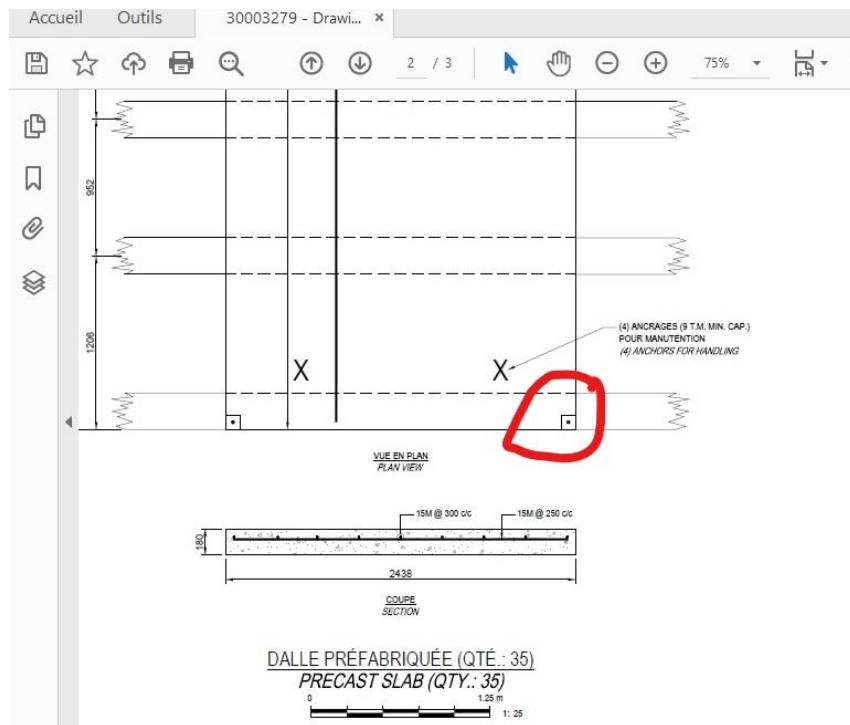 Accueil Outils 30003279 - Drawi... ×
2 / 3 75%
952
1206
(4) ANCRAGES (9 T.M. MIN. CAP.)
POUR MANUTENTION
(4) ANCHORS FOR HANDLING
X X
VUE EN PLAN
PLAN VIEW
15M @ 300 c/c 15M @ 250 c/c
180
2438
COUPE
SECTION
DALLE PRÉFABRIQUÉE (QTÉ.: 35)
PRECAST SLAB (QTY.: 35)
0 1.25 m
1: 25